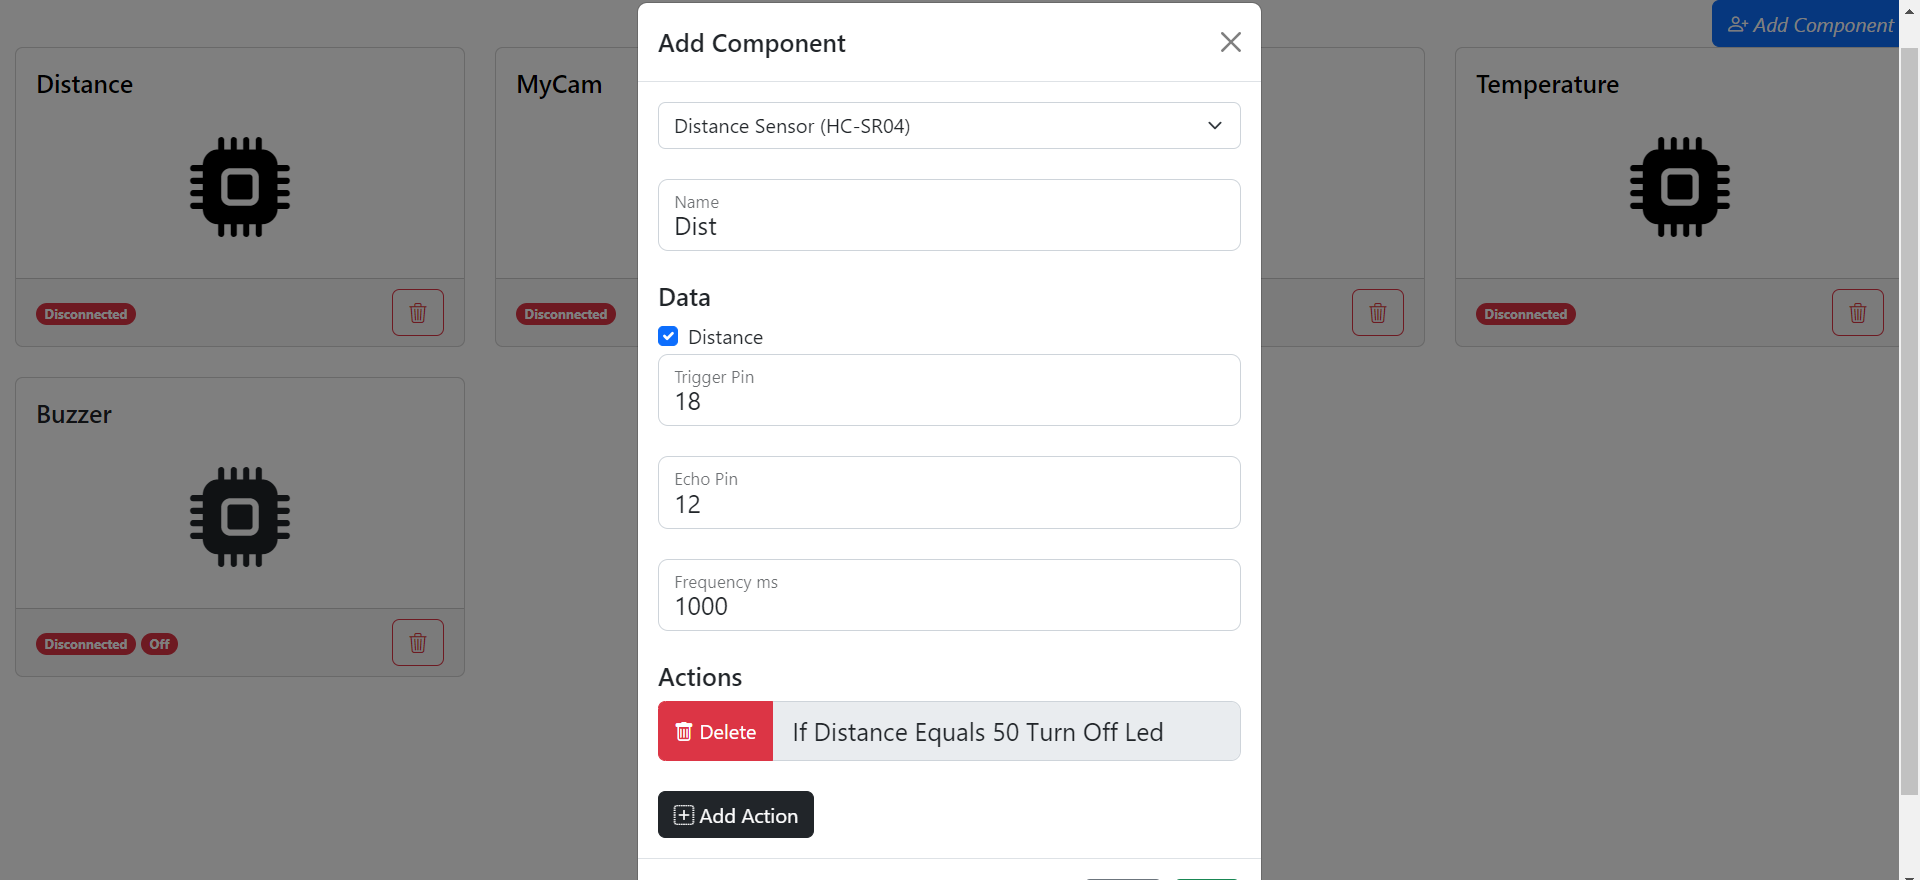 Add Component
Distance
MyCam
Temperature
Disconnected
Disconnected
Disconnected
Buzzer
Disconnected
Off
Add Component
Distance Sensor (HC-SR04)
Name
Dist
Data
Distance
Trigger Pin
18
Echo Pin
12
Frequency ms
1000
Actions
Delete
If Distance Equals 50 Turn Off Led
Add Action